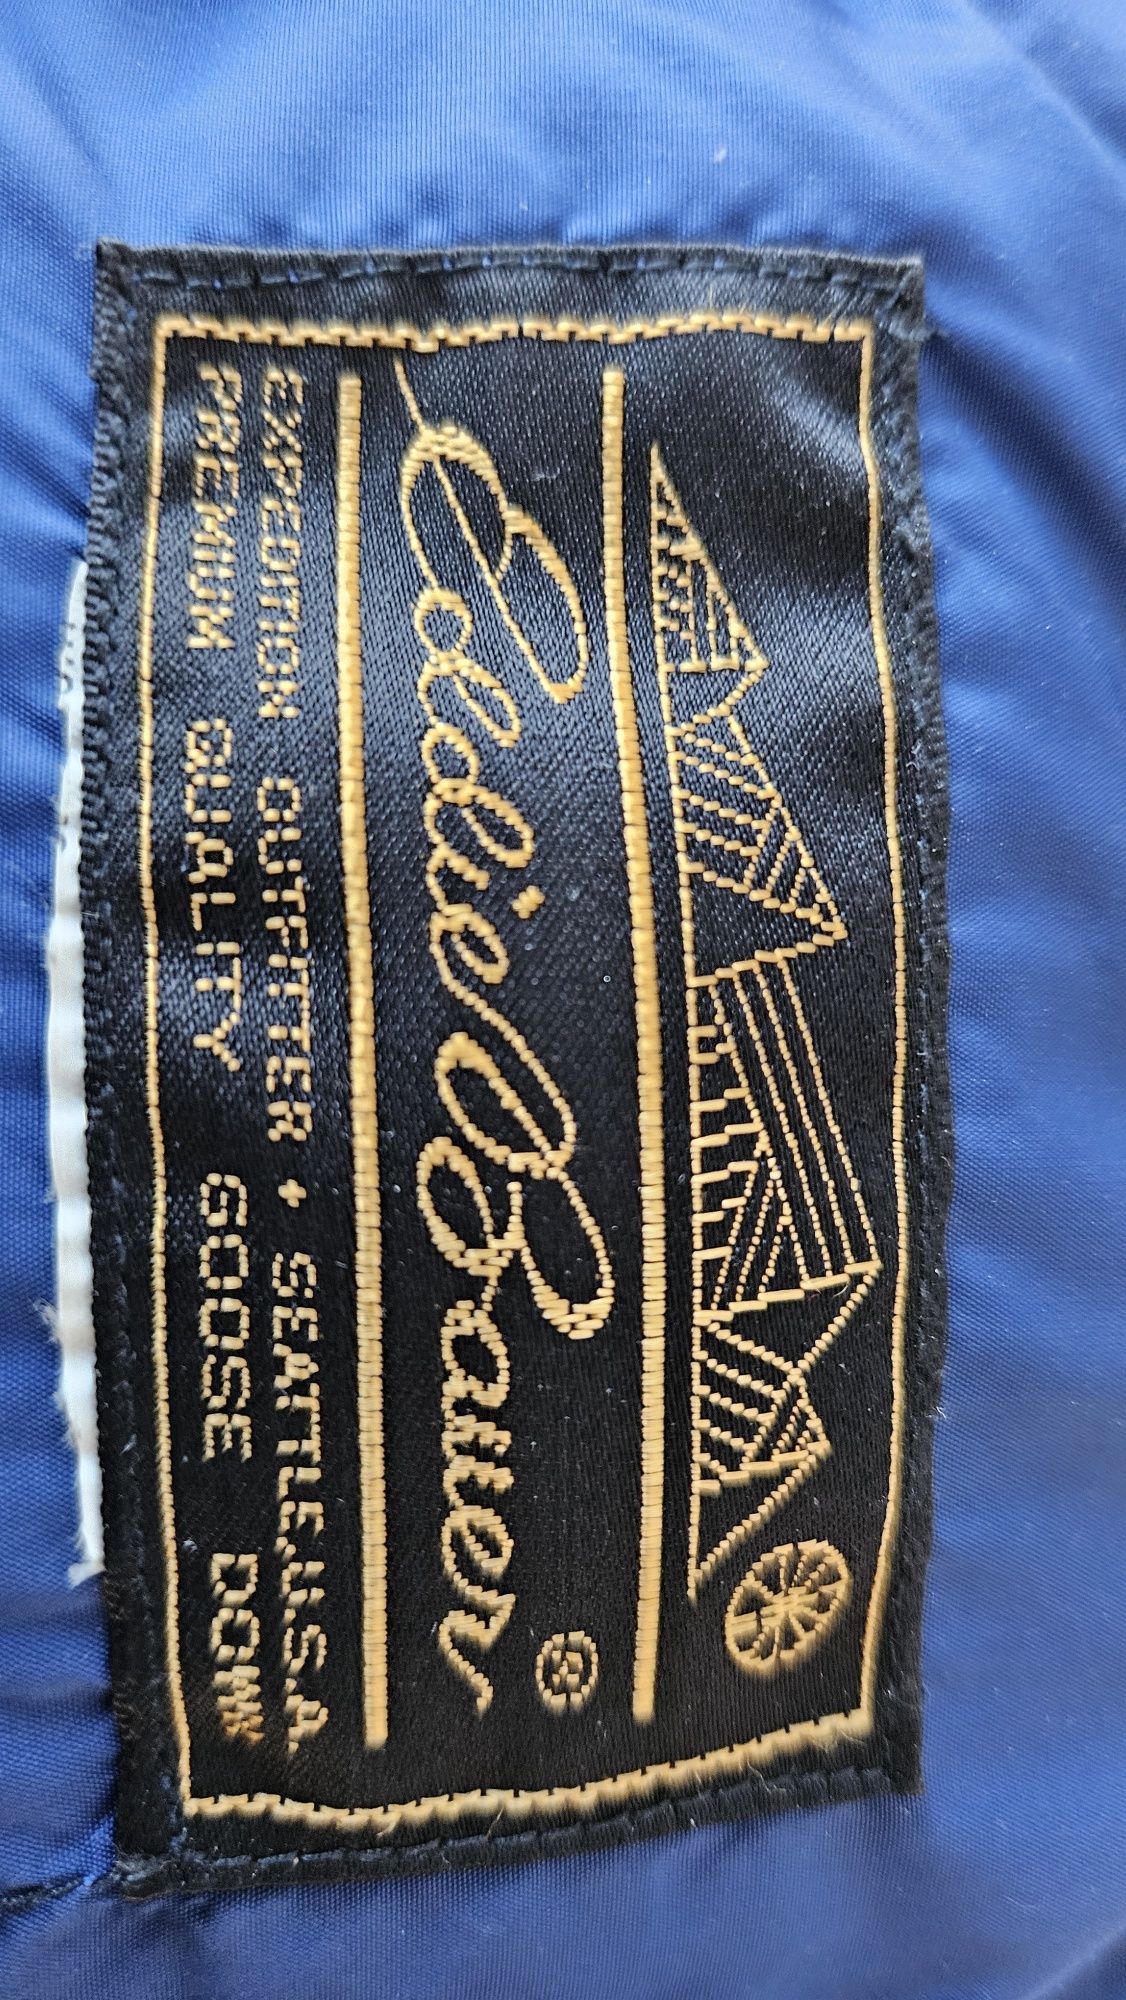 Eddie Bauer ®
EXPEDITION OUTFITTER + SEATTLE, U.S.A.
PREMIUM QUALITY GOOSE DOWN